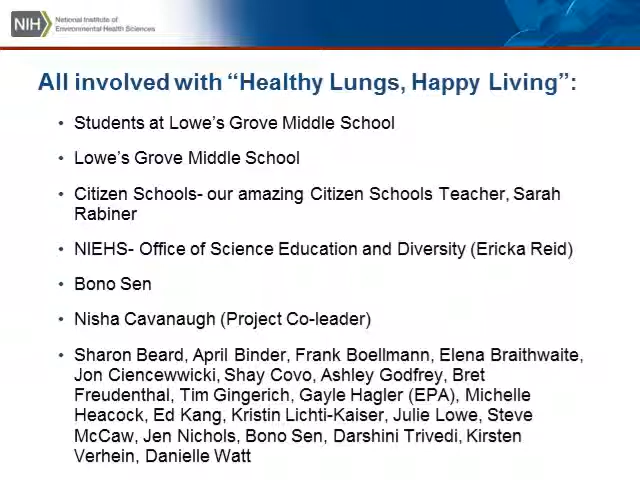 NIH
National Institute of
Environmental Health Sciences
All involved with “Healthy Lungs, Happy Living”:
• Students at Lowe’s Grove Middle School
• Lowe’s Grove Middle School
• Citizen Schools- our amazing Citizen Schools Teacher, Sarah
Rabiner
• NIEHS- Office of Science Education and Diversity (Ericka Reid)
• Bono Sen
• Nisha Cavanaugh (Project Co-leader)
• Sharon Beard, April Binder, Frank Boellmann, Elena Braithwaite,
Jon Ciencewwicki, Shay Covo, Ashley Godfrey, Bret
Freudenthal, Tim Gingerich, Gayle Hagler (EPA), Michelle
Heacock, Ed Kang, Kristin Lichti-Kaiser, Julie Lowe, Steve
McCaw, Jen Nichols, Bono Sen, Darshini Trivedi, Kirsten
Verhein, Danielle Watt